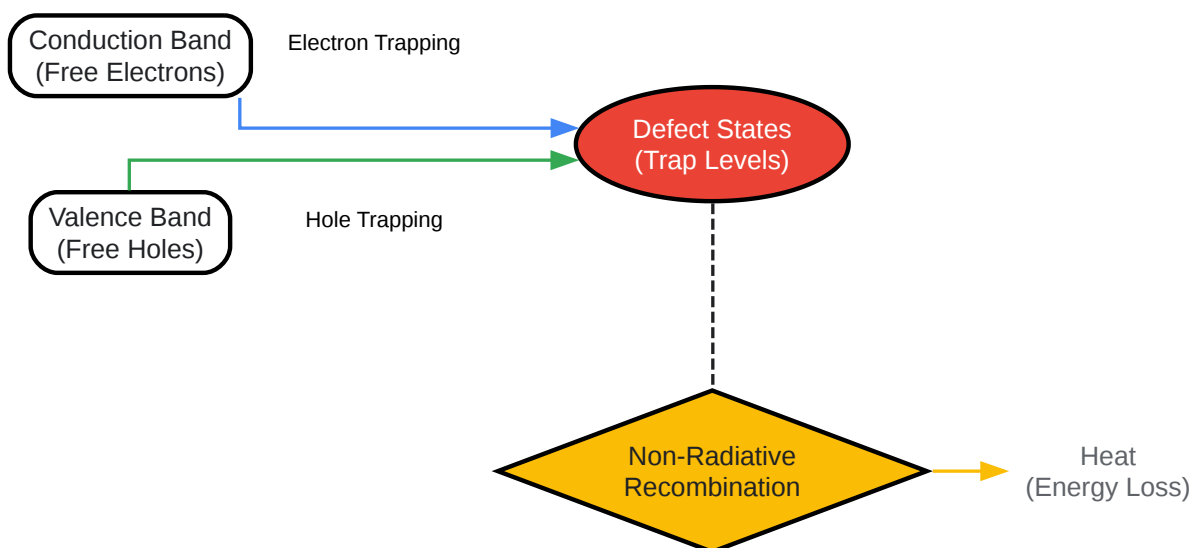 Conduction Band
(Free Electrons)
Electron Trapping
Defect States
(Trap Levels)
Valence Band
(Free Holes)
Hole Trapping
Non-Radiative
Recombination
Heat
(Energy Loss)